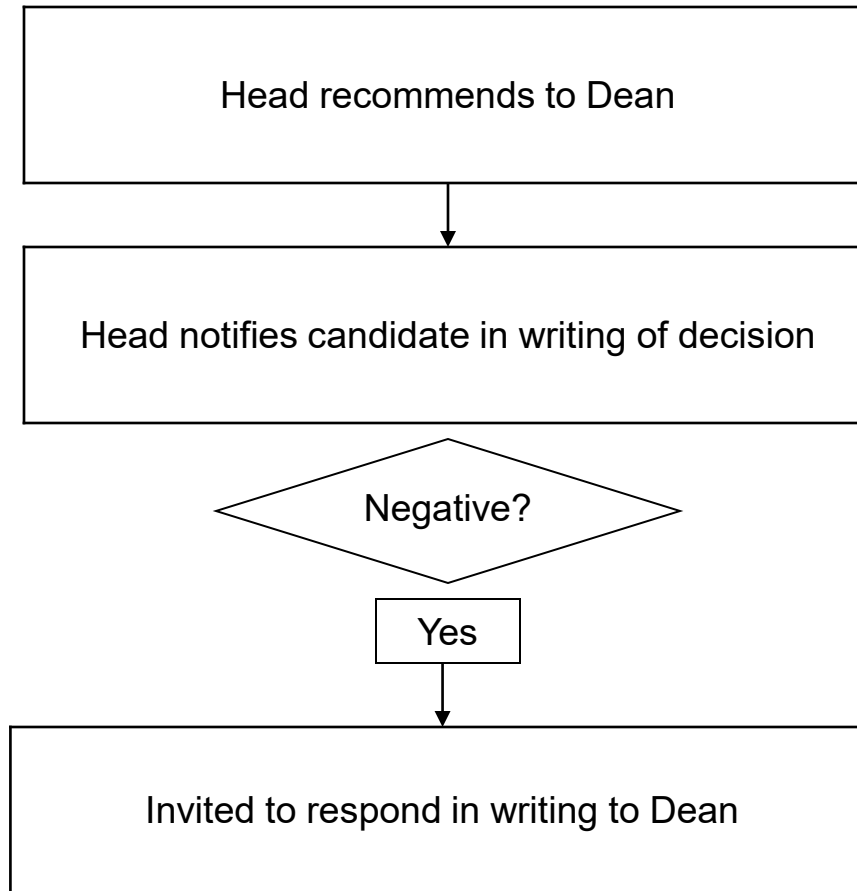 Head recommends to Dean
Head notifies candidate in writing of decision
Negative?
Yes
Invited to respond in writing to Dean